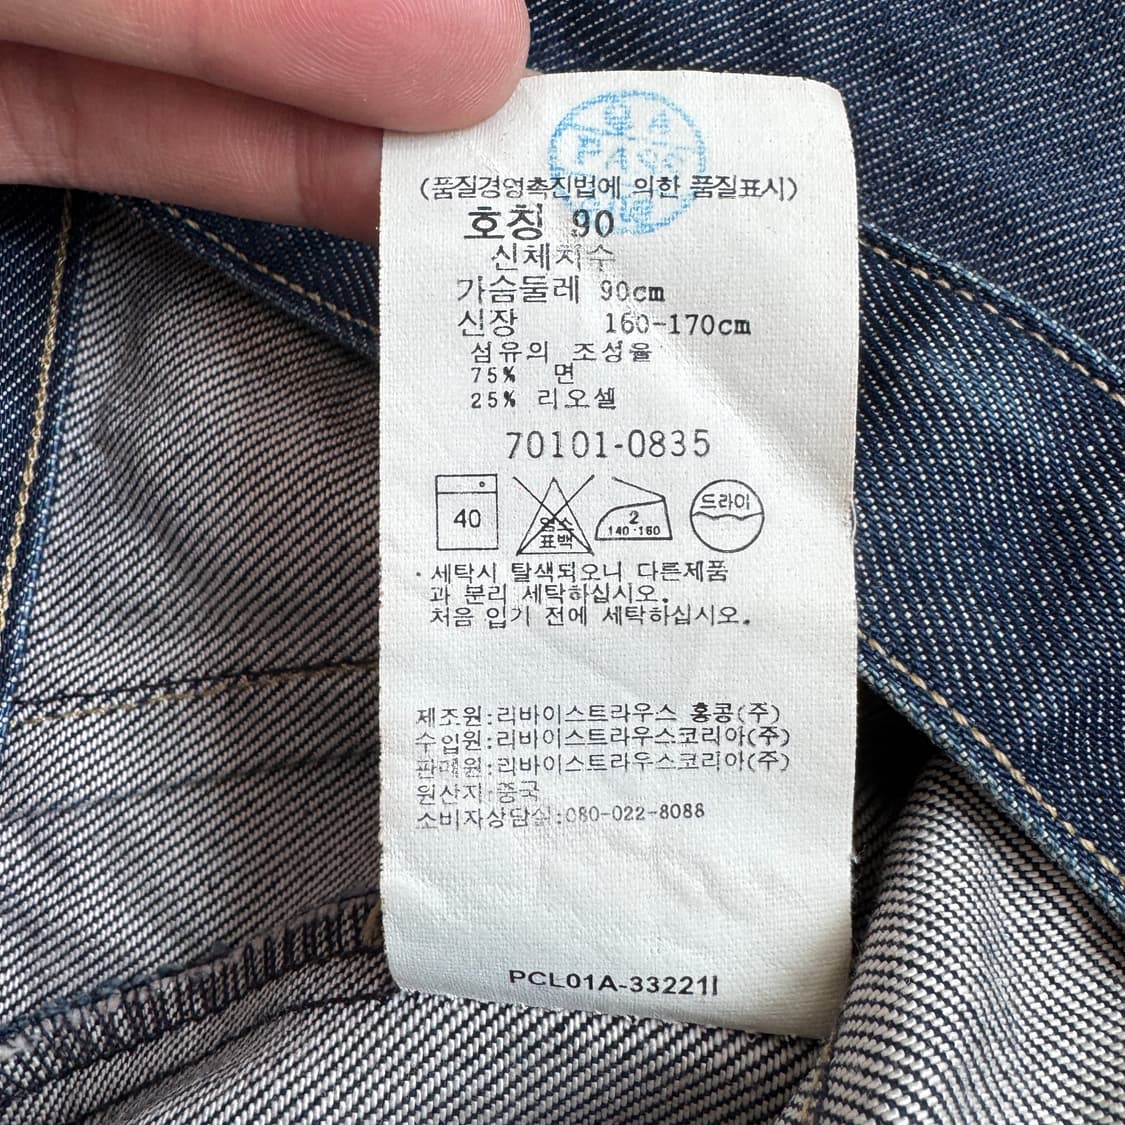 (품질경영촉진법에 의한 품질표시)
호칭 90
신체치수
가슴둘레 90cm
신장 160-170cm
섬유의 조성율
75% 면
25% 리오셀
70101-0835
40
염소
표백
2
140·160
드라이
·세탁시 탈색되오니 다른제품
과 분리 세탁하십시오.
처음 입기 전에 세탁하십시오.
제조원:리바이스트라우스 홍콩(주)
수입원:리바이스트라우스코리아(주)
판매원:리바이스트라우스코리아(주)
원산지:중국
소비자상담실:080-022-8088
PCL01A-33221I